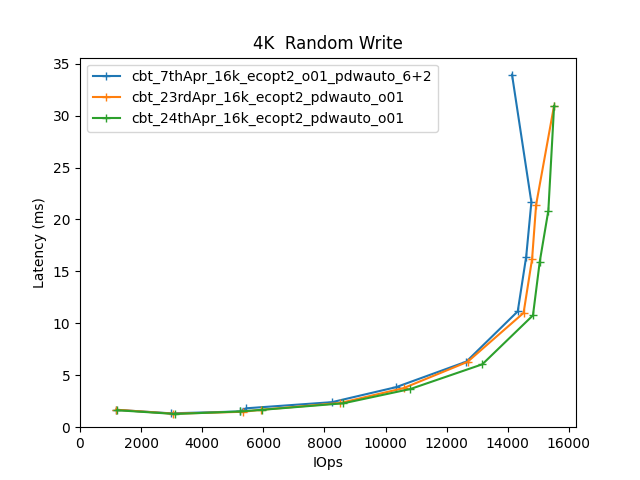 4K  Random Write
cbt_7thApr_16k_ecopt2_o01_pdwauto_6+2
cbt_23rdApr_16k_ecopt2_pdwauto_o01
cbt_24thApr_16k_ecopt2_pdwauto_o01
Latency (ms)
35
30
25
20
15
10
5
0
0 2000 4000 6000 8000 10000 12000 14000 16000
IOps